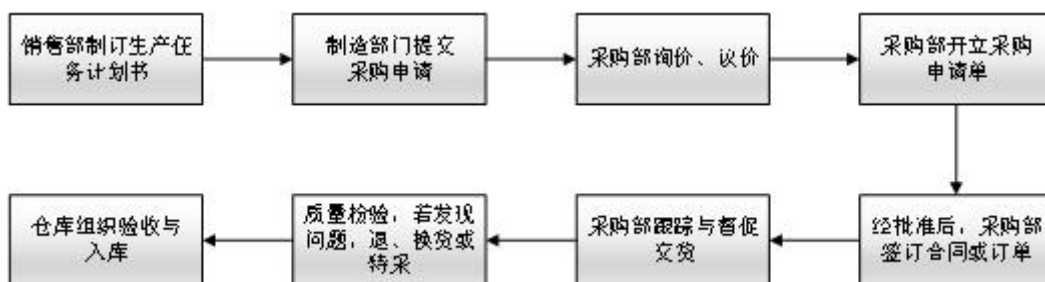 销售部制订生产任
务计划书
制造部门提交
采购申请
采购部询价、议价
采购部开立采购
申请单
经批准后，采购部
签订合同或订单
采购部跟踪与督促
交货
质量检验，若发现
问题，退、换货或
特采
仓库组织验收与
入库